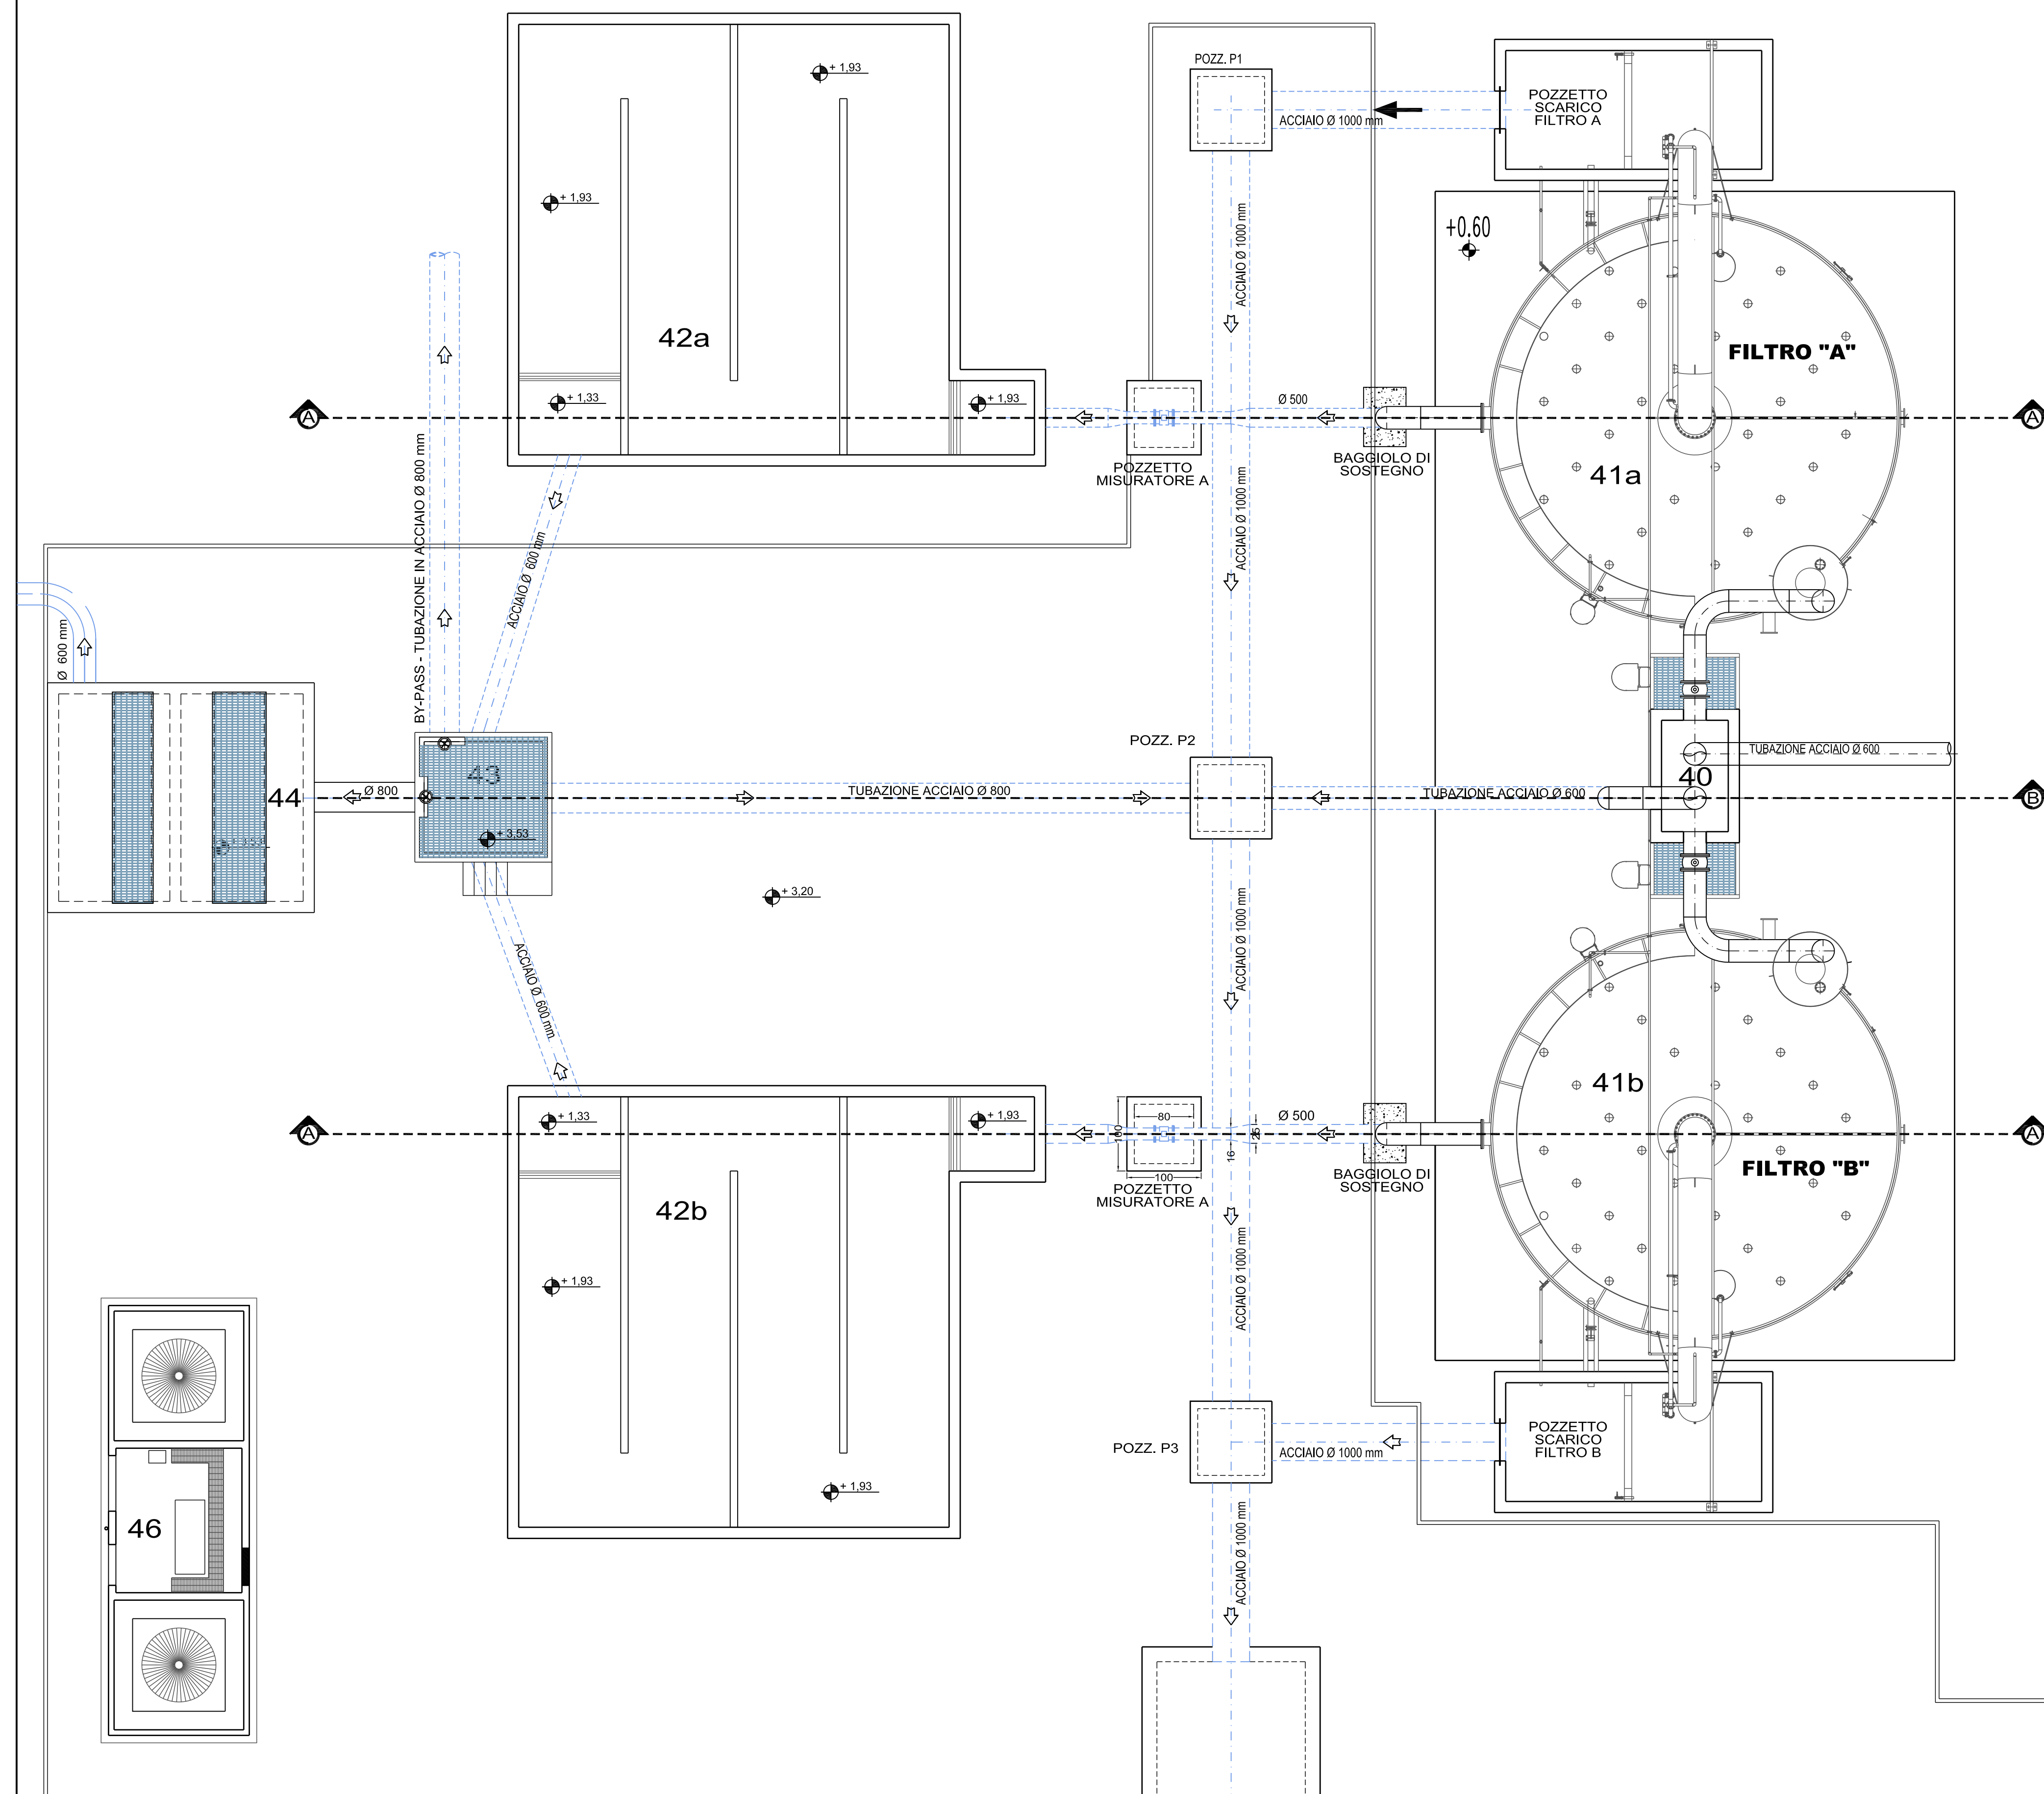 + 1,93
POZZ. P1
POZZETTO
SCARICO
FILTRO A
ACCIAIO Ø 1000 mm
+ 1,93
ACCIAIO Ø 1000 mm
+0.60
42a
FILTRO "A"
+ 1,33
+ 1,93
Ø 500
A
A
BAGGIOLO DI
SOSTEGNO
POZZETTO
MISURATORE A
41a
BY-PASS - TUBAZIONE IN ACCIAIO Ø 800 mm
ACCIAIO Ø 600 mm
ACCIAIO Ø 1000 mm
Ø 600 mm
POZZ. P2
43
TUBAZIONE ACCIAIO Ø 600
40
44
Ø 800
TUBAZIONE ACCIAIO Ø 800
TUBAZIONE ACCIAIO Ø 600
B
+ 3,53
+ 3,53
+ 3,20
ACCIAIO Ø 600 mm
ACCIAIO Ø 1000 mm
41b
+ 1,33
+ 1,93
80
100
100
16
25
Ø 500
A
A
FILTRO "B"
BAGGIOLO DI
SOSTEGNO
POZZETTO
MISURATORE A
42b
+ 1,93
ACCIAIO Ø 1000 mm
POZZ. P3
ACCIAIO Ø 1000 mm
POZZETTO
SCARICO
FILTRO B
+ 1,93
46
ACCIAIO Ø 1000 mm